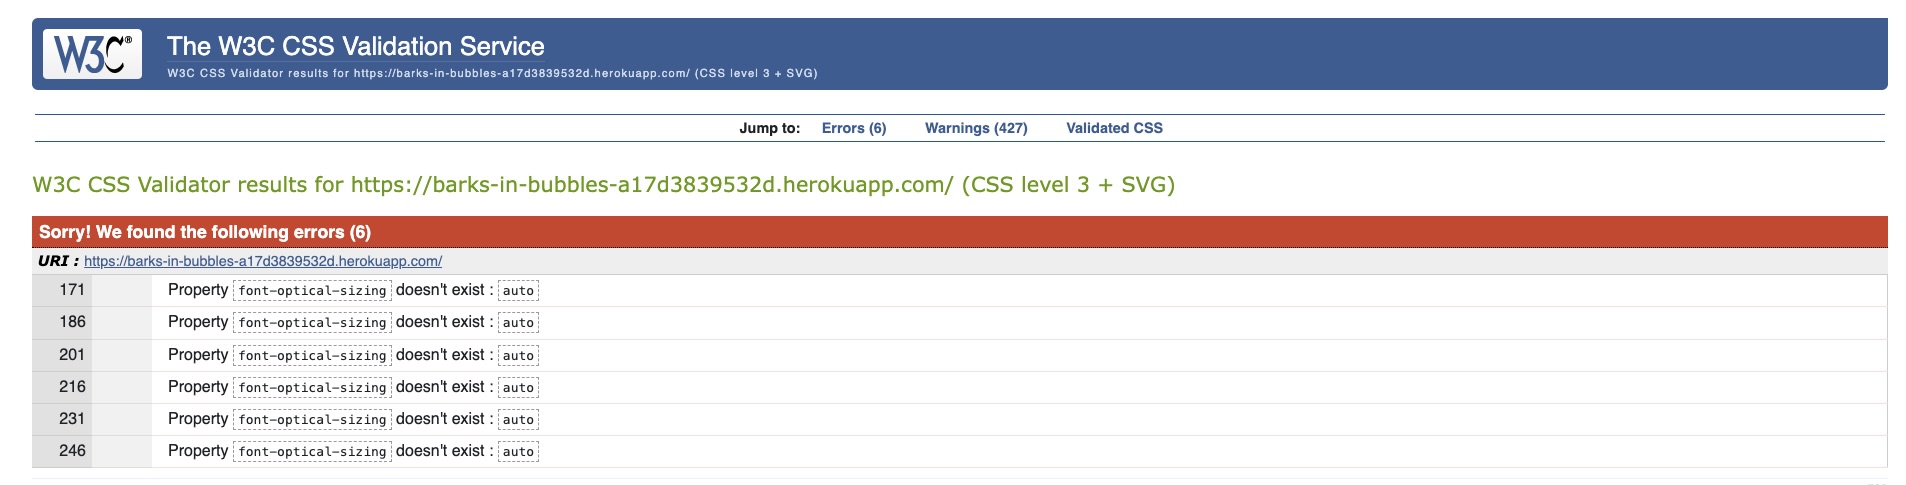 W3C®
The W3C CSS Validation Service
W3C CSS Validator results for https://barks-in-bubbles-a17d3839532d.herokuapp.com/ (CSS level 3 + SVG)
Jump to: Errors (6) Warnings (427) Validated CSS
W3C CSS Validator results for https://barks-in-bubbles-a17d3839532d.herokuapp.com/ (CSS level 3 + SVG)
Sorry! We found the following errors (6)
URI : https://barks-in-bubbles-a17d3839532d.herokuapp.com/
171 Property font-optical-sizing doesn't exist : auto
186 Property font-optical-sizing doesn't exist : auto
201 Property font-optical-sizing doesn't exist : auto
216 Property font-optical-sizing doesn't exist : auto
231 Property font-optical-sizing doesn't exist : auto
246 Property font-optical-sizing doesn't exist : auto